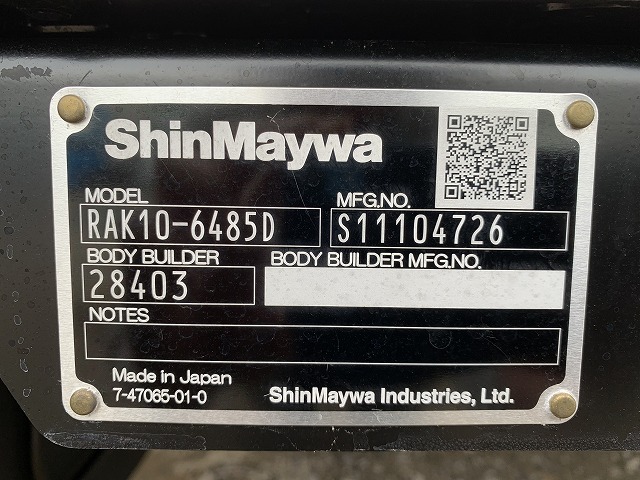 ShinMaywa
MODEL MFG.NO.
RAK10-6485D S11104726
BODY BUILDER BODY BUILDER MFG.NO.
28403
NOTES
Made in Japan
7-47065-01-0 ShinMaywa Industries, Ltd.